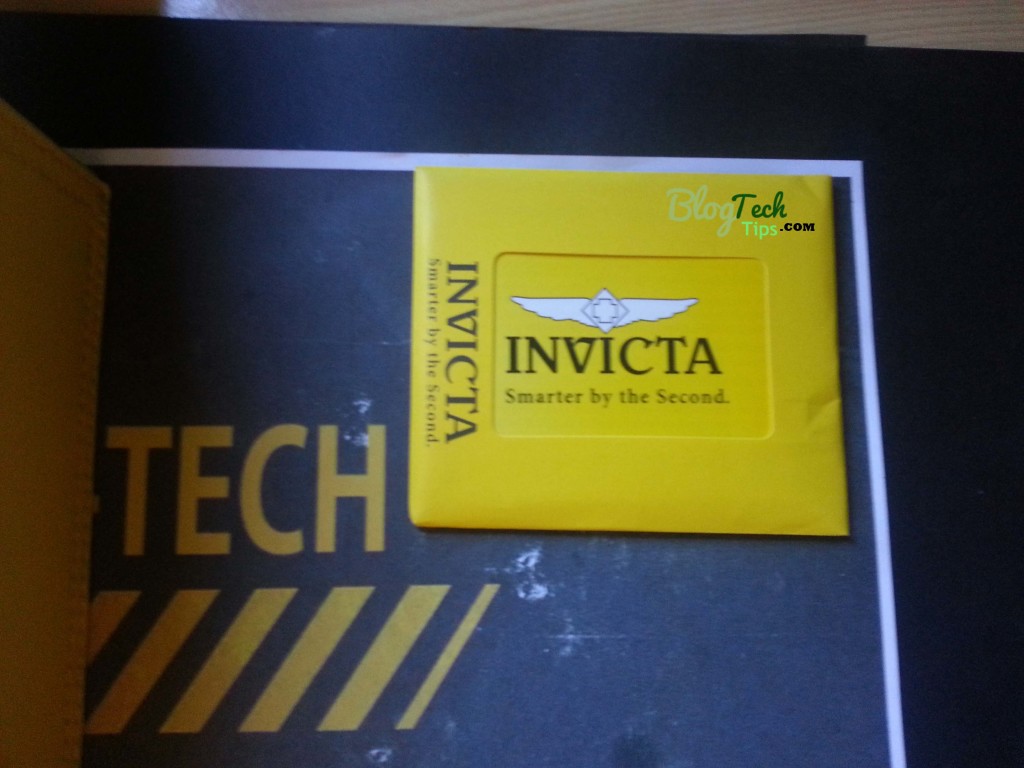 BlogTech
Tips.com
INVICTA
Smarter by the Second.
INVICTA
Smarter by the Second.
-TECH